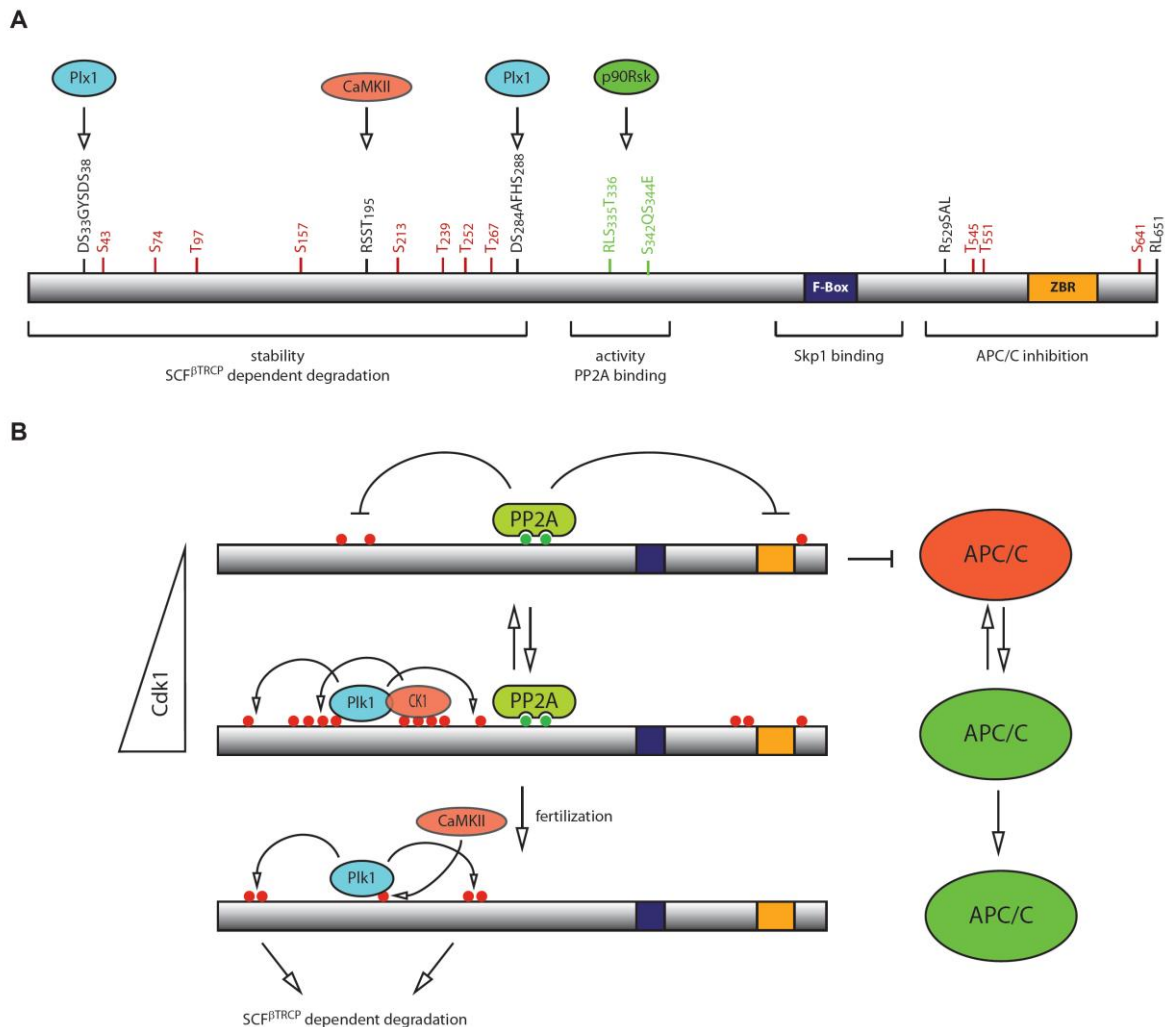 A
Plx1
CaMKII
Plx1
p90Rsk
DS33GYSDS38
S43
S74
T97
S157
RSST195
S213
T239
T252
T267
DS284AFHS288
RLS335T336
S342QS344E
R529SAL
T545
T551
S641
RL651
F-Box
ZBR
stability
SCFβTRCP dependent degradation
activity
PP2A binding
Skp1 binding
APC/C inhibition
B
PP2A
APC/C
Cdk1
Plk1
CK1
PP2A
APC/C
CaMKII
fertilization
Plk1
APC/C
SCFβTRCP dependent degradation